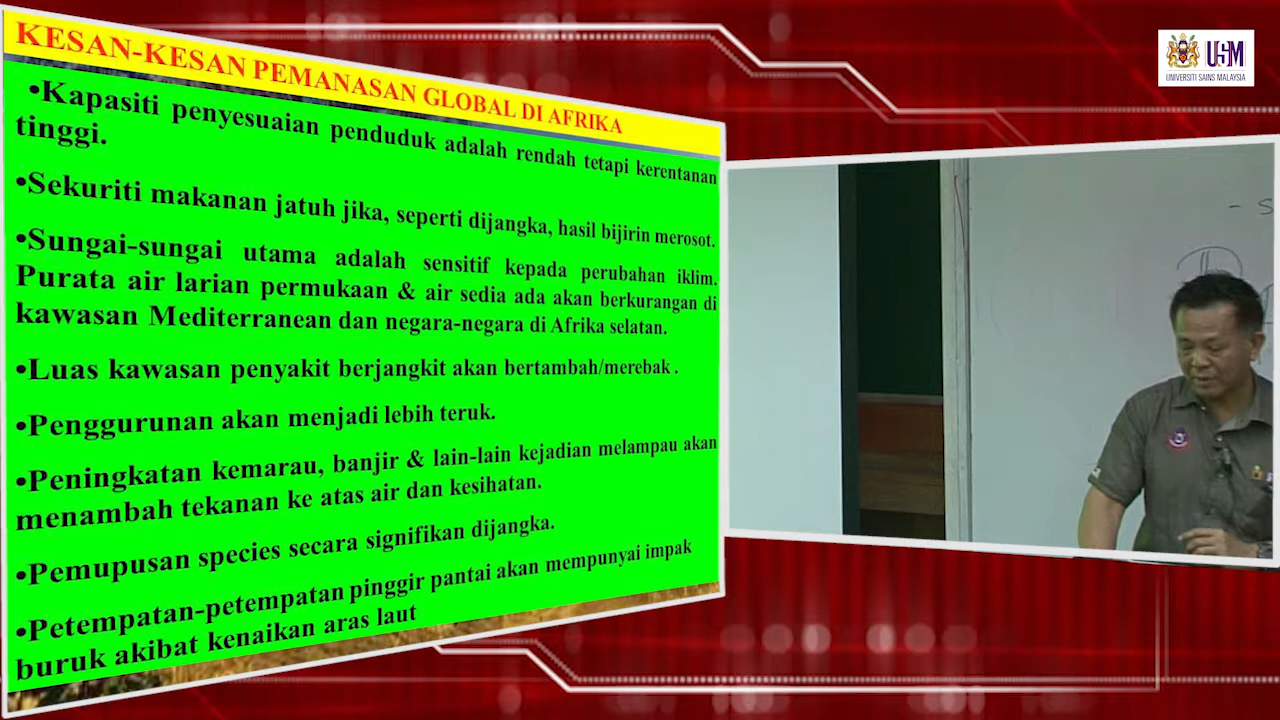 KESAN-KESAN PEMANASAN GLOBAL DI AFRIKA
•Kapasiti penyesuaian penduduk adalah rendah tetapi kerentanan
tinggi.
•Sekuriti makanan jatuh jika, seperti dijangka, hasil bijirin merosot.
•Sungai-sungai utama adalah sensitif kepada perubahan iklim.
Purata air larian permukaan & air sedia ada akan berkurangan di
kawasan Mediterranean dan negara-negara di Afrika selatan.
•Luas kawasan penyakit berjangkit akan bertambah/merebak .
•Penggurunan akan menjadi lebih teruk.
•Peningkatan kemarau, banjir & lain-lain kejadian melampau akan
menambah tekanan ke atas air dan kesihatan.
•Pemupusan species secara signifikan dijangka.
•Petempatan-petempatan pinggir pantai akan mempunyai impak
buruk akibat kenaikan aras laut
USM
UNIVERSITI SAINS MALAYSIA